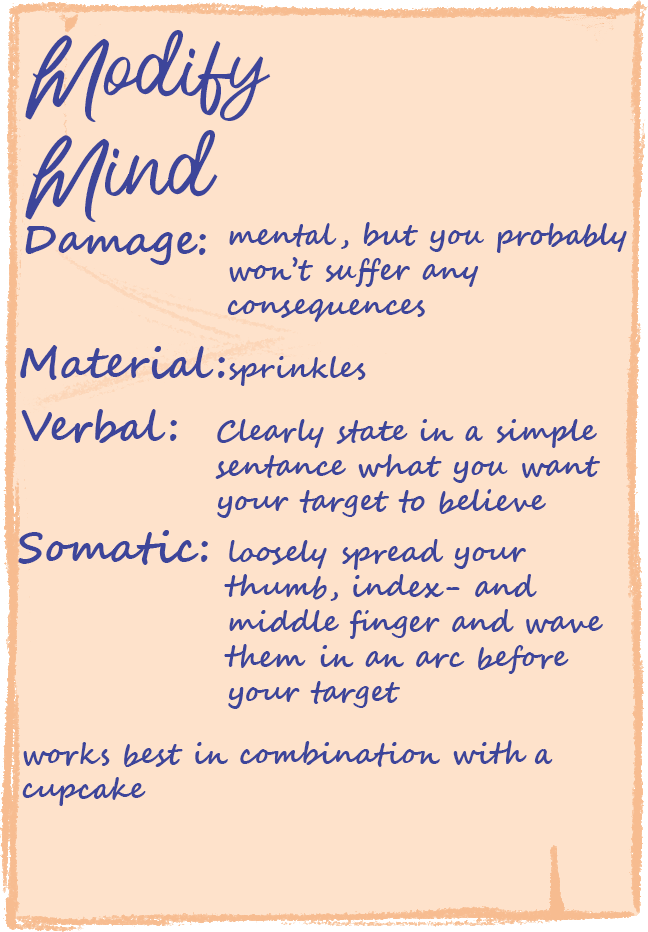 Modify
Mind
Damage: mental, but you probably
won't suffer any
consequences
Material: sprinkles
Verbal: Clearly state in a simple
sentance what you want
your target to believe
Somatic: loosely spread your
thumb, index- and
middle finger and wave
them in an arc before
your target
works best in combination with a
cupcake